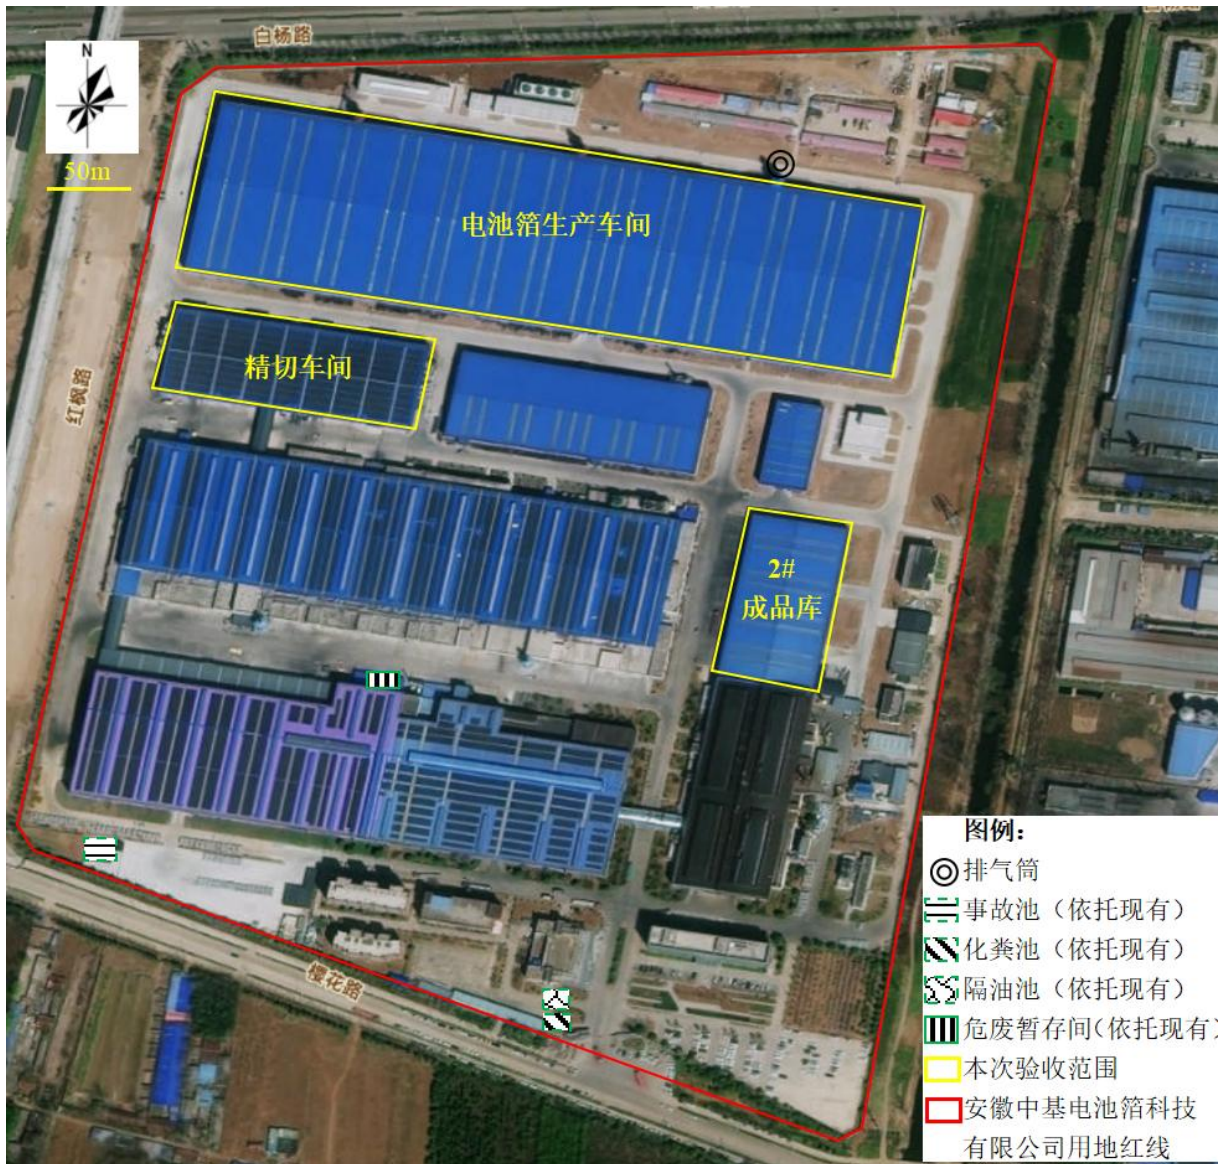 白杨路
N
50m
电池箔生产车间
精切车间
红枫路
2#
成品库
樱花路
图例：
排气筒
事故池（依托现有）
化粪池（依托现有）
隔油池（依托现有）
危废暂存间（依托现有）
本次验收范围
安徽中基电池箔科技
有限公司用地红线